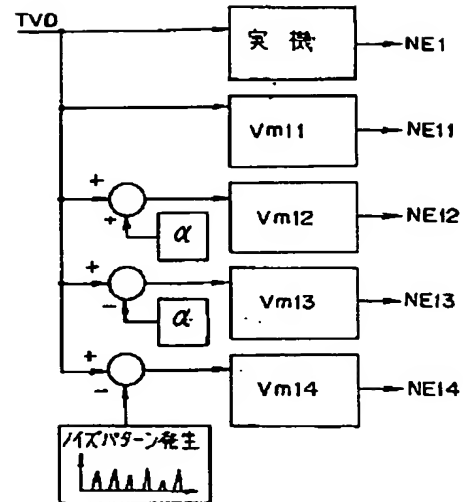 TVO
実機
NE1
Vm11
NE11
+
+
α
Vm12
NE12
+
−
α
Vm13
NE13
+
−
Vm14
NE14
ノイズパターン発生